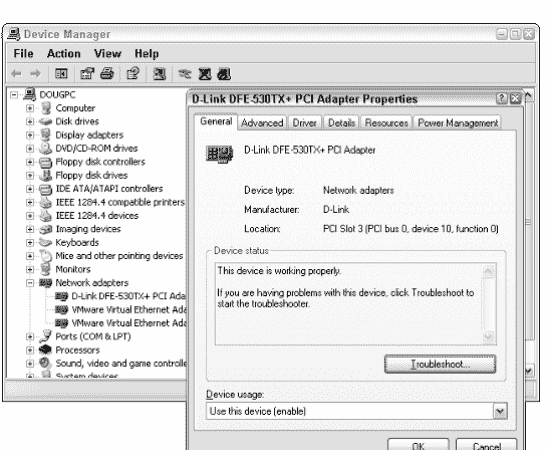 Device Manager
File Action View Help
DOUGPC
Computer
Disk drives
Display adapters
DVD/CD-ROM drives
Floppy disk controllers
Floppy disk drives
IDE ATA/ATAPI controllers
IEEE 1284.4 compatible printers
IEEE 1284.4 devices
Imaging devices
Keyboards
Mice and other pointing devices
Monitors
Network adapters
D-Link DFE-530TX+ PCI Ada
VMware Virtual Ethernet Ada
VMware Virtual Ethernet Ada
Ports (COM & LPT)
Processors
Sound, video and game controlle
System devices
D-Link DFE-530TX+ PCI Adapter Properties
General Advanced Driver Details Resources Power Management
D-Link DFE-530TX+ PCI Adapter
Device type: Network adapters
Manufacturer: D-Link
Location: PCI Slot 3 (PCI bus 0, device 10, function 0)
Device status
This device is working properly.
If you are having problems with this device, click Troubleshoot to
start the troubleshooter.
Troubleshoot...
Device usage:
Use this device (enable)
OK Cancel